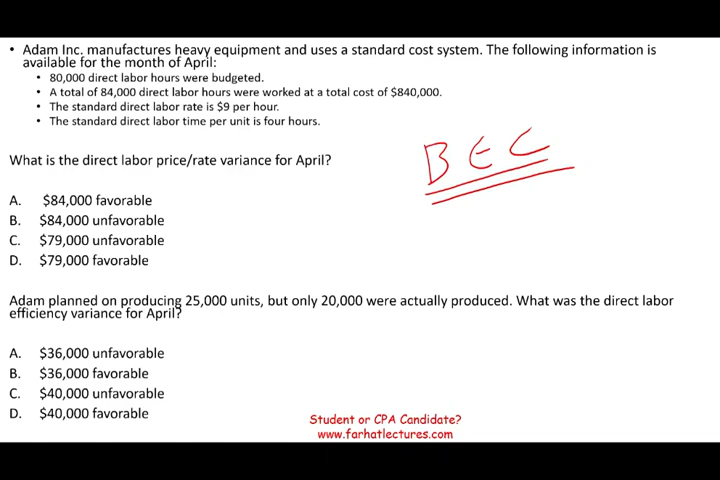 • Adam Inc. manufactures heavy equipment and uses a standard cost system. The following information is
available for the month of April:
• 80,000 direct labor hours were budgeted.
• A total of 84,000 direct labor hours were worked at a total cost of $840,000.
• The standard direct labor rate is $9 per hour.
• The standard direct labor time per unit is four hours.
What is the direct labor price/rate variance for April?
BEC
A. $84,000 favorable
B. $84,000 unfavorable
C. $79,000 unfavorable
D. $79,000 favorable
Adam planned on producing 25,000 units, but only 20,000 were actually produced. What was the direct labor
efficiency variance for April?
A. $36,000 unfavorable
B. $36,000 favorable
C. $40,000 unfavorable
D. $40,000 favorable
Student or CPA Candidate?
www.farhatlectures.com